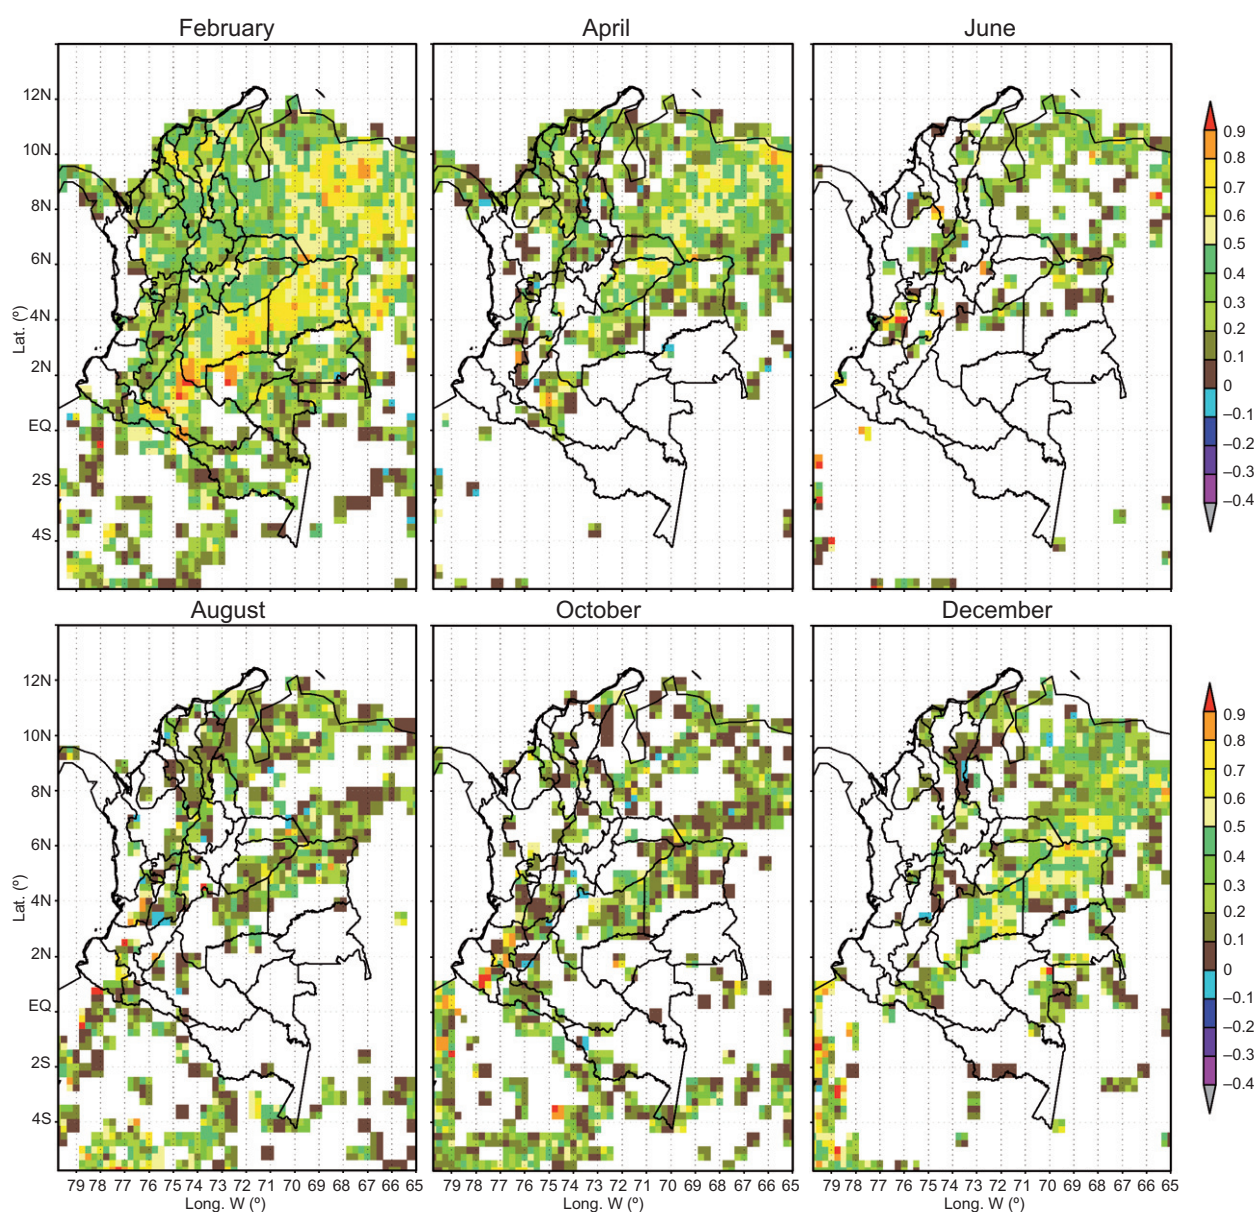 February
April
June
12N
10N
8N
6N
4N
2N
EQ
2S
4S
Lat. (º)
0.9
0.8
0.7
0.6
0.5
0.4
0.3
0.2
0.1
0
–0.1
–0.2
–0.3
–0.4
August
October
December
12N
10N
8N
6N
4N
2N
EQ
2S
4S
Lat. (º)
0.9
0.8
0.7
0.6
0.5
0.4
0.3
0.2
0.1
0
–0.1
–0.2
–0.3
–0.4
79 78 77 76 75 74 73 72 71 70 69 68 67 66 65
79 78 77 76 75 74 73 72 71 70 69 68 67 66 65
79 78 77 76 75 74 73 72 71 70 69 68 67 66 65
Long. W (º)
Long. W (º)
Long. W (º)